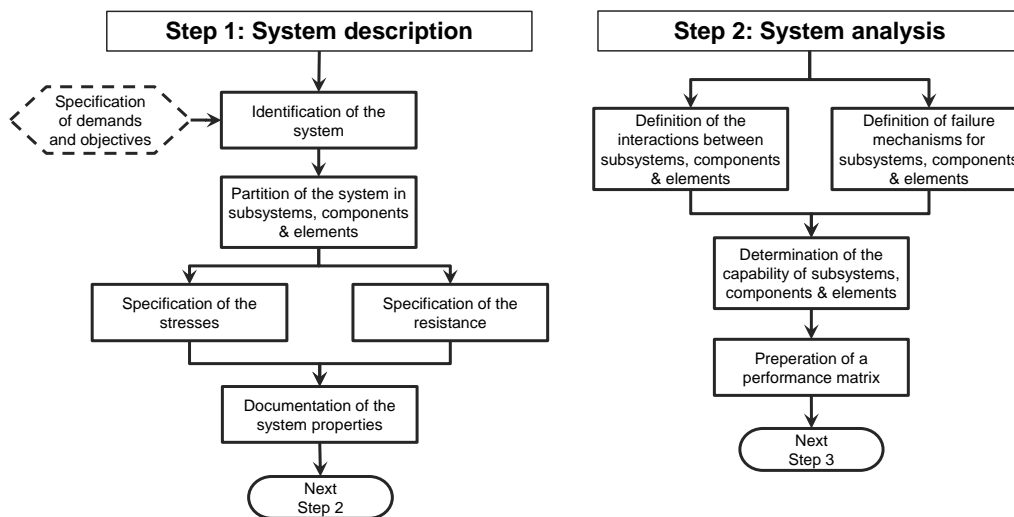 Step 1: System description
Specification
of demands
and objectives
Identification of the
system
Partition of the system in
subsystems, components
& elements
Specification of the
stresses
Specification of the
resistance
Documentation of the
system properties
Next
Step 2
Step 2: System analysis
Definition of the
interactions between
subsystems, components
& elements
Definition of failure
mechanisms for
subsystems, components
& elements
Determination of the
capability of subsystems,
components & elements
Preperation of a
performance matrix
Next
Step 3